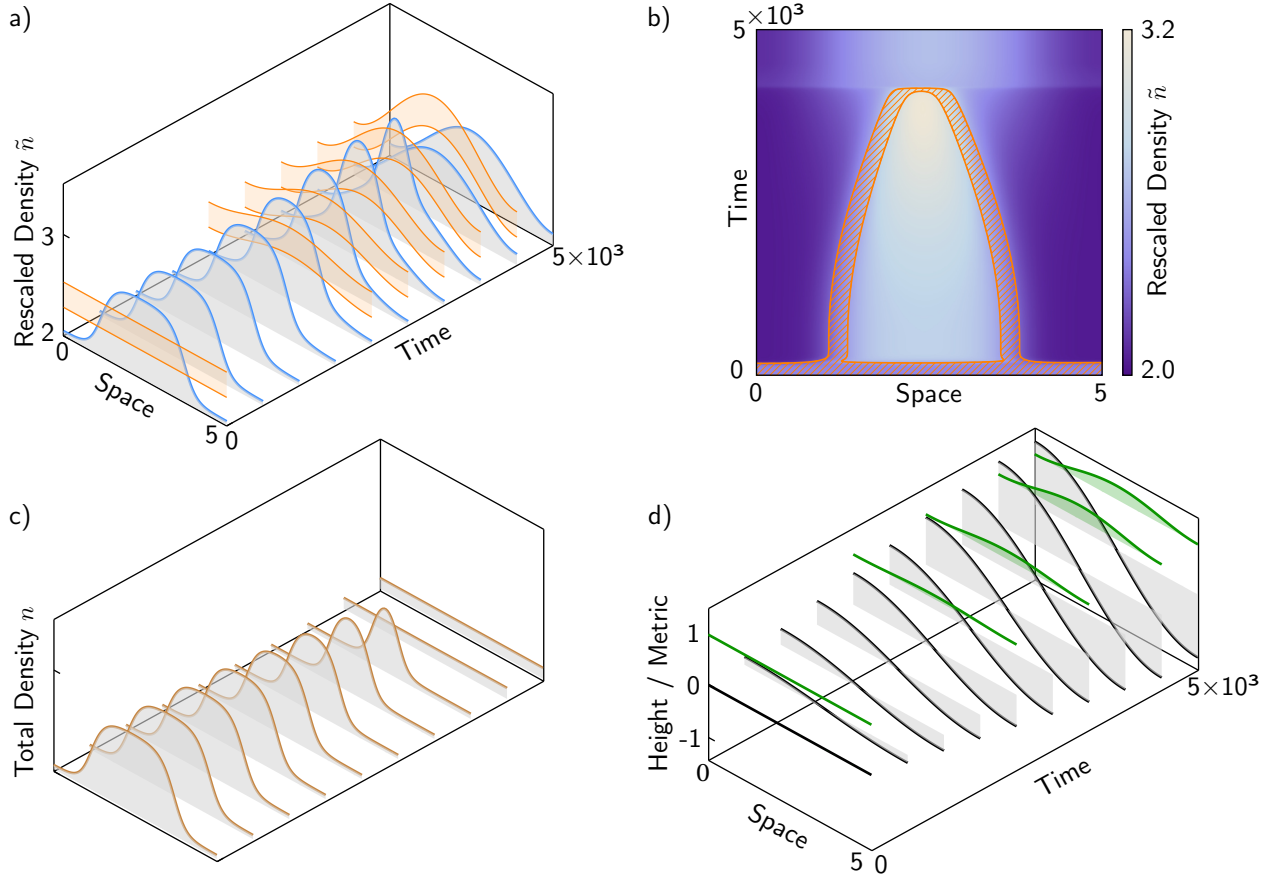 a)
Rescaled Density ñ
3
2
0
Space
5
0
Time
5×10³
b)
5×10³
Time
0
0
Space
5
3.2
Rescaled Density ñ
2.0
c)
Total Density n
d)
Height / Metric
1
0
-1
0
Space
5
0
Time
5×10³